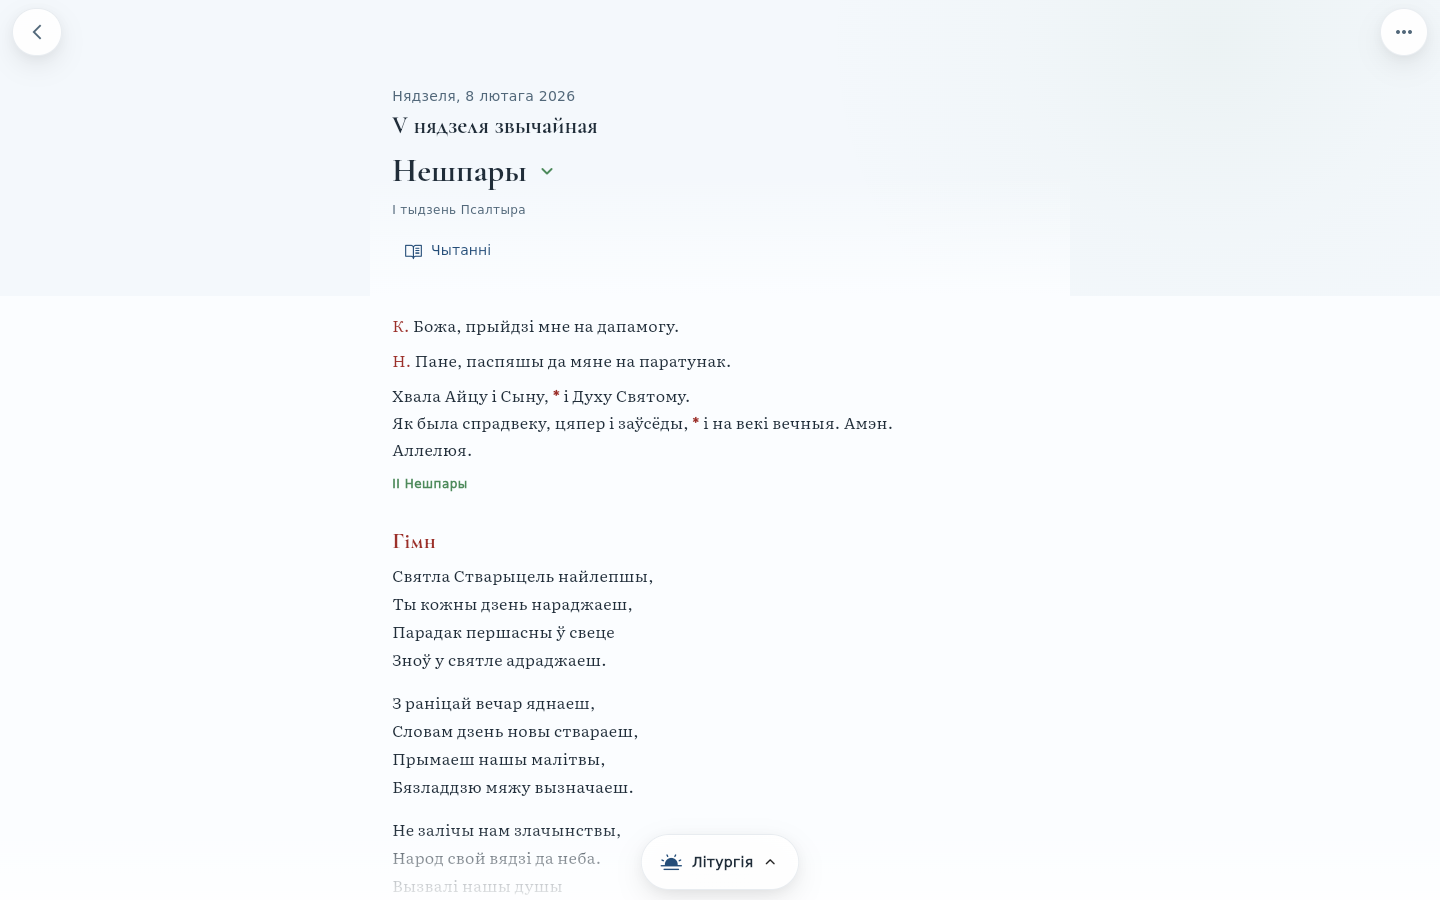 Нядзеля, 8 лютага 2026
V нядзеля звычайная
Нешпары
І тыдзень Псалтыра
Чытанні
К. Божа, прыйдзі мне на дапамогу.
Н. Пане, паспяшы да мяне на паратунак.
Хвала Айцу і Сыну, * і Духу Святому.
Як была спрадвеку, цяпер і заўсёды, * і на векі вечныя. Амэн.
Аллелюя.
ІІ Нешпары
Гімн
Святла Стварыцель найлепшы,
Ты кожны дзень нараджаеш,
Парадак першасны ў свеце
Зноў у святле адраджаеш.
З раніцай вечар яднаеш,
Словам дзень новы ствараеш,
Прымаеш нашы малітвы,
Бязладдзю мяжу вызначаеш.
Не залічы нам злачынствы,
Народ свой вядзі да неба.
Вызвалі нашы душы
Літургія